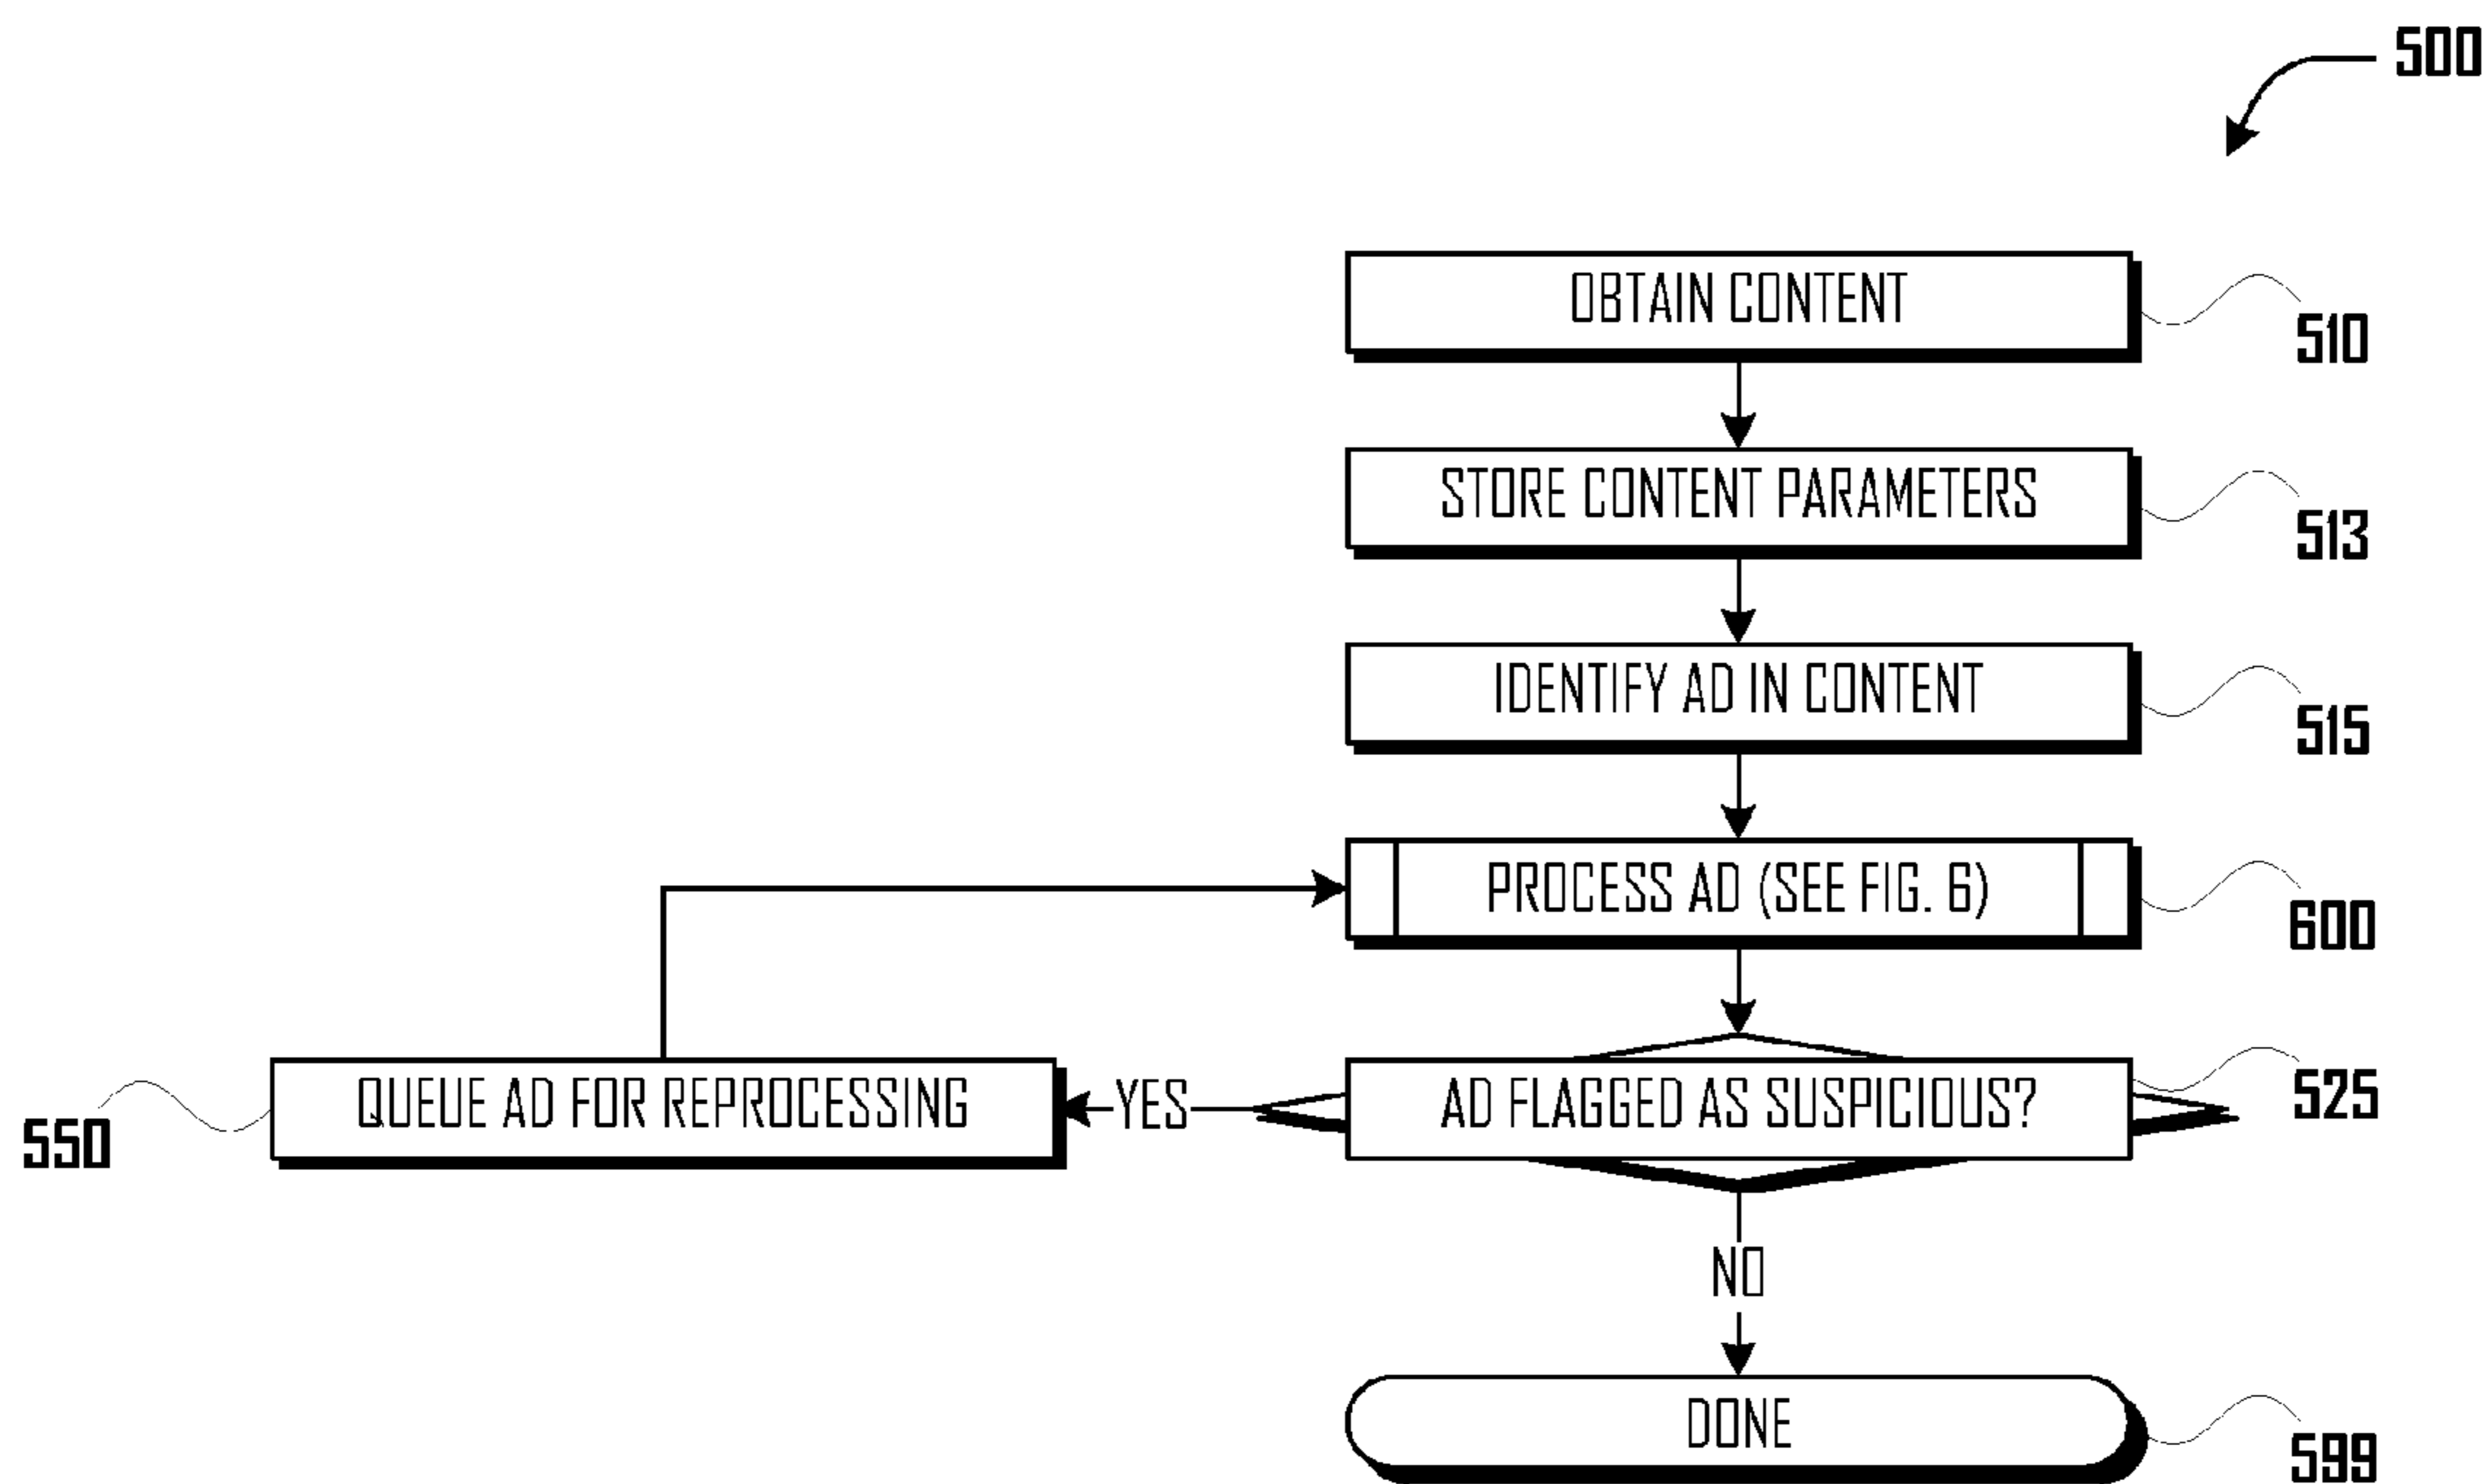 500
OBTAIN CONTENT
510
STORE CONTENT PARAMETERS
513
IDENTIFY AD IN CONTENT
515
PROCESS AD (SEE FIG. 6)
600
QUEUE AD FOR REPROCESSING
550
YES
AD FLAGGED AS SUSPICIOUS?
525
NO
DONE
599